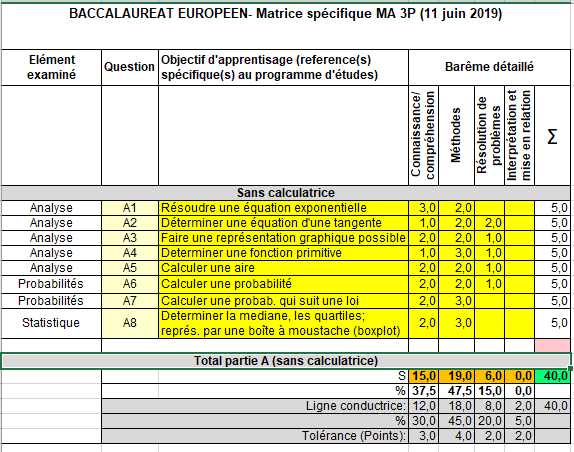 BACCALAUREAT EUROPEEN- Matrice spécifique MA 3P (11 juin 2019)
Elément examiné Question Objectif d'apprentisage (reference(s) spécifique(s) au programme d'études) Barême détaillé
Connaissance/ compréhension Méthodes Résolution de problèmes Interprétation et mise en relation Σ
Sans calculatrice
Analyse A1 Résoudre une équation exponentielle 3,0 2,0 5,0
Analyse A2 Déterminer une équation d'une tangente 1,0 2,0 2,0 5,0
Analyse A3 Faire une représentation graphique possible 2,0 2,0 1,0 5,0
Analyse A4 Determiner une fonction primitive 1,0 3,0 1,0 5,0
Analyse A5 Calculer une aire 2,0 2,0 1,0 5,0
Probabilités A6 Calculer une probabilité 2,0 2,0 1,0 5,0
Probabilités A7 Calculer une probab. qui suit une loi 2,0 3,0 5,0
Statistique A8 Determiner la mediane, les quartiles; représ. par une boîte à moustache (boxplot) 2,0 3,0 5,0
Total partie A (sans calculatrice)
S 15,0 19,0 6,0 0,0 40,0
% 37,5 47,5 15,0 0,0
Ligne conductrice: 12,0 18,0 8,0 2,0 40,0
% 30,0 45,0 20,0 5,0
Tolérance (Points): 3,0 4,0 2,0 2,0